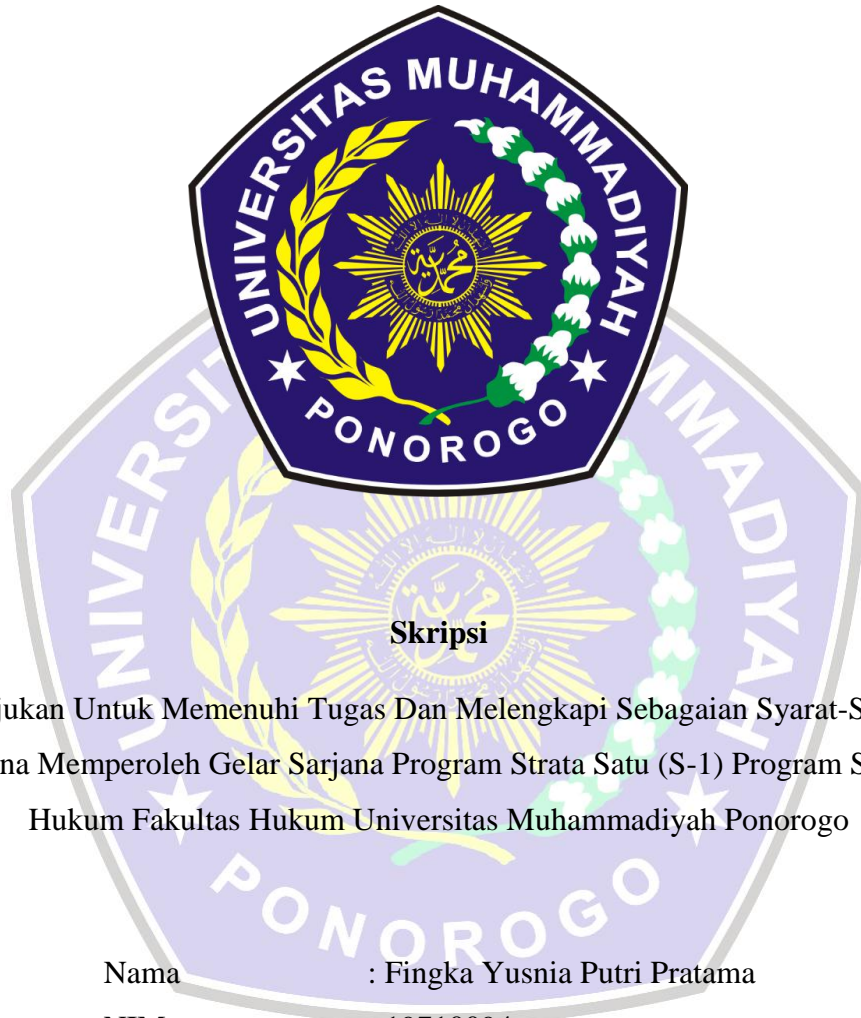 UNIVERSITAS MUHAMMADIYAH
PONOROGO
Skripsi
jukan Untuk Memenuhi Tugas Dan Melengkapi Sebagaian Syarat-S
na Memperoleh Gelar Sarjana Program Strata Satu (S-1) Program S
Hukum Fakultas Hukum Universitas Muhammadiyah Ponorogo
Nama : Fingka Yusnia Putri Pratama